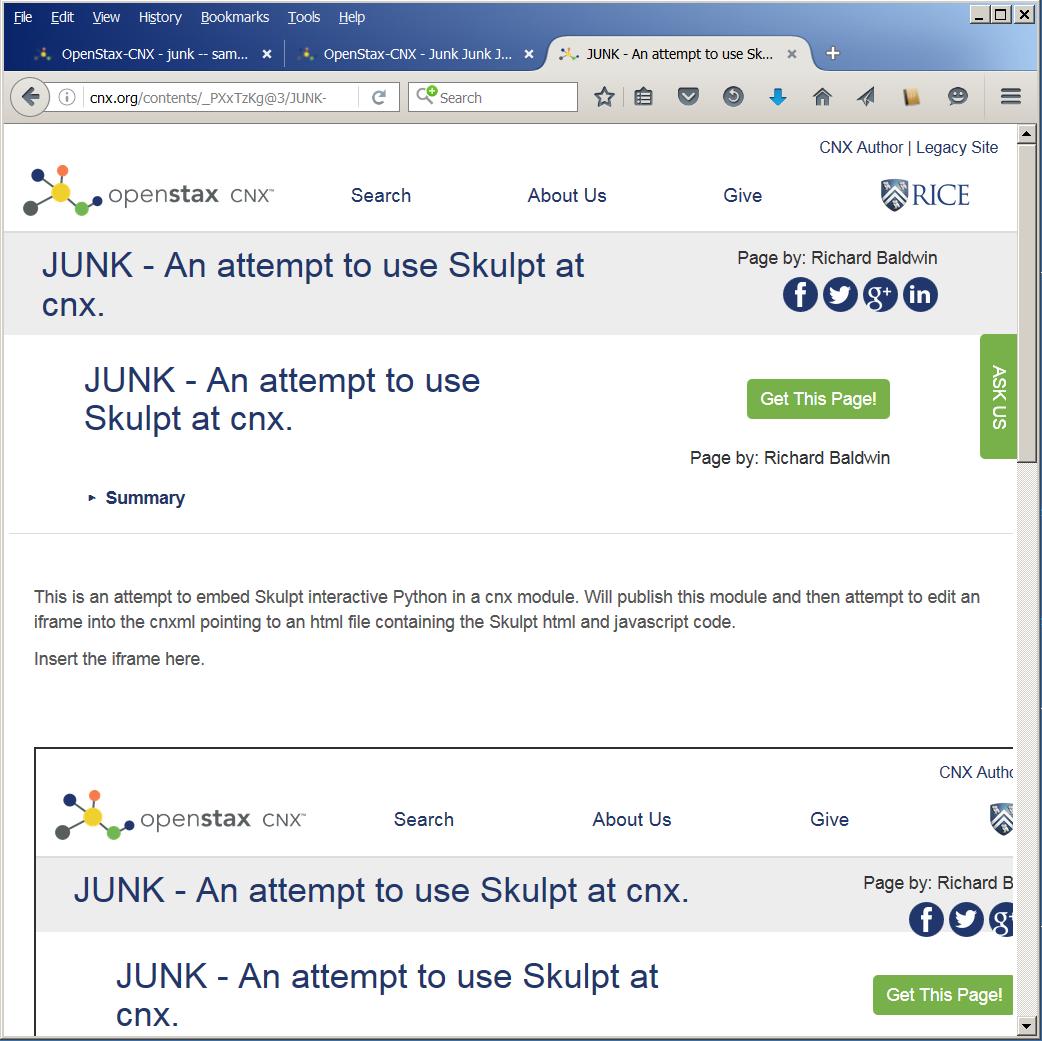 File Edit View History Bookmarks Tools Help
OpenStax-CNX - junk -- sam... OpenStax-CNX - Junk Junk J... JUNK - An attempt to use Sk...
cnx.org/contents/_PXxTzKg@3/JUNK- Search
CNX Author | Legacy Site
openstax CNX™ Search About Us Give RICE
JUNK - An attempt to use Skulpt at
cnx.
Page by: Richard Baldwin
f g+ in
ASK US
JUNK - An attempt to use
Skulpt at cnx.
Get This Page!
Page by: Richard Baldwin
Summary
This is an attempt to embed Skulpt interactive Python in a cnx module. Will publish this module and then attempt to edit an
iframe into the cnxml pointing to an html file containing the Skulpt html and javascript code.
Insert the iframe here.
CNX Autho
openstax CNX™ Search About Us Give
JUNK - An attempt to use Skulpt at cnx.
Page by: Richard B
f g+
JUNK - An attempt to use Skulpt at
cnx.
Get This Page!